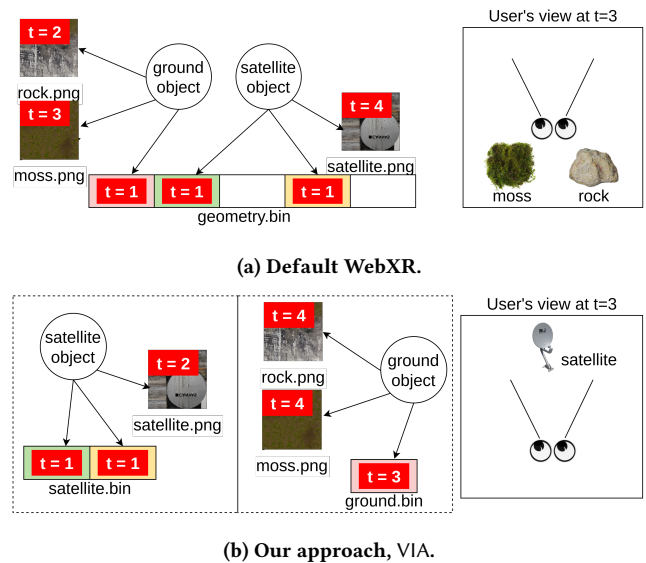 User's view at t=3
t = 2
ground
object
satellite
object
rock.png
t = 3
t = 4
moss.png
satellite.png
t = 1
t = 1
t = 1
geometry.bin
moss
rock
(a) Default WebXR.
User's view at t=3
satellite
object
t = 2
satellite.png
t = 1
t = 1
satellite.bin
t = 4
rock.png
ground
object
moss.png
t = 4
t = 3
ground.bin
satellite
(b) Our approach, VIA.